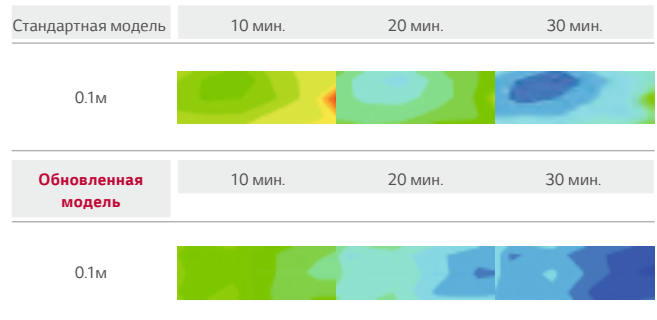 Стандартная модель 10 мин. 20 мин. 30 мин.
0.1м
Обновленная 10 мин. 20 мин. 30 мин.
модель
0.1м